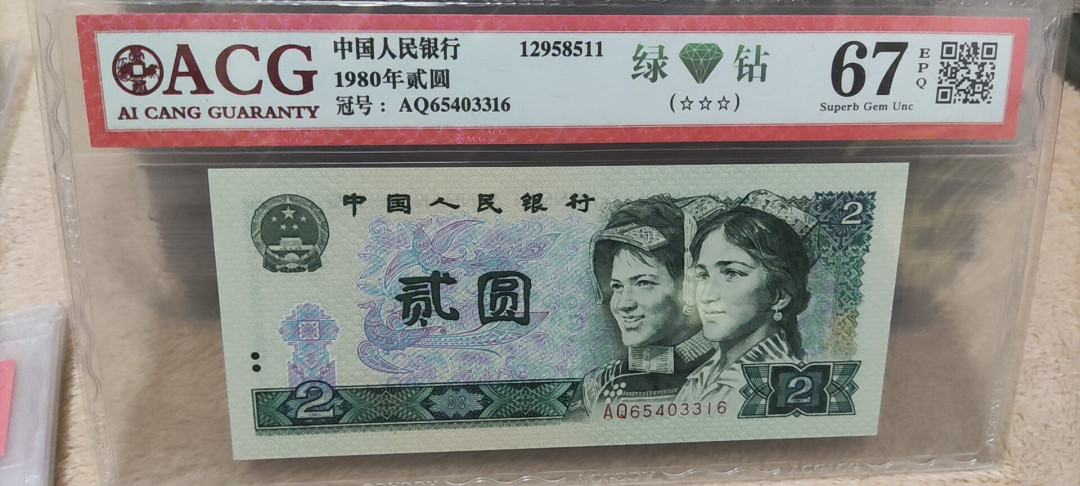 ACG
AI CANG GUARANTY
中国人民银行
1980年贰圆
冠号： AQ65403316
12958511
绿 钻
(☆☆☆)
67
EPQ
Superb Gem Unc
中国人民银行
贰圆
2
2
2
AQ65403316